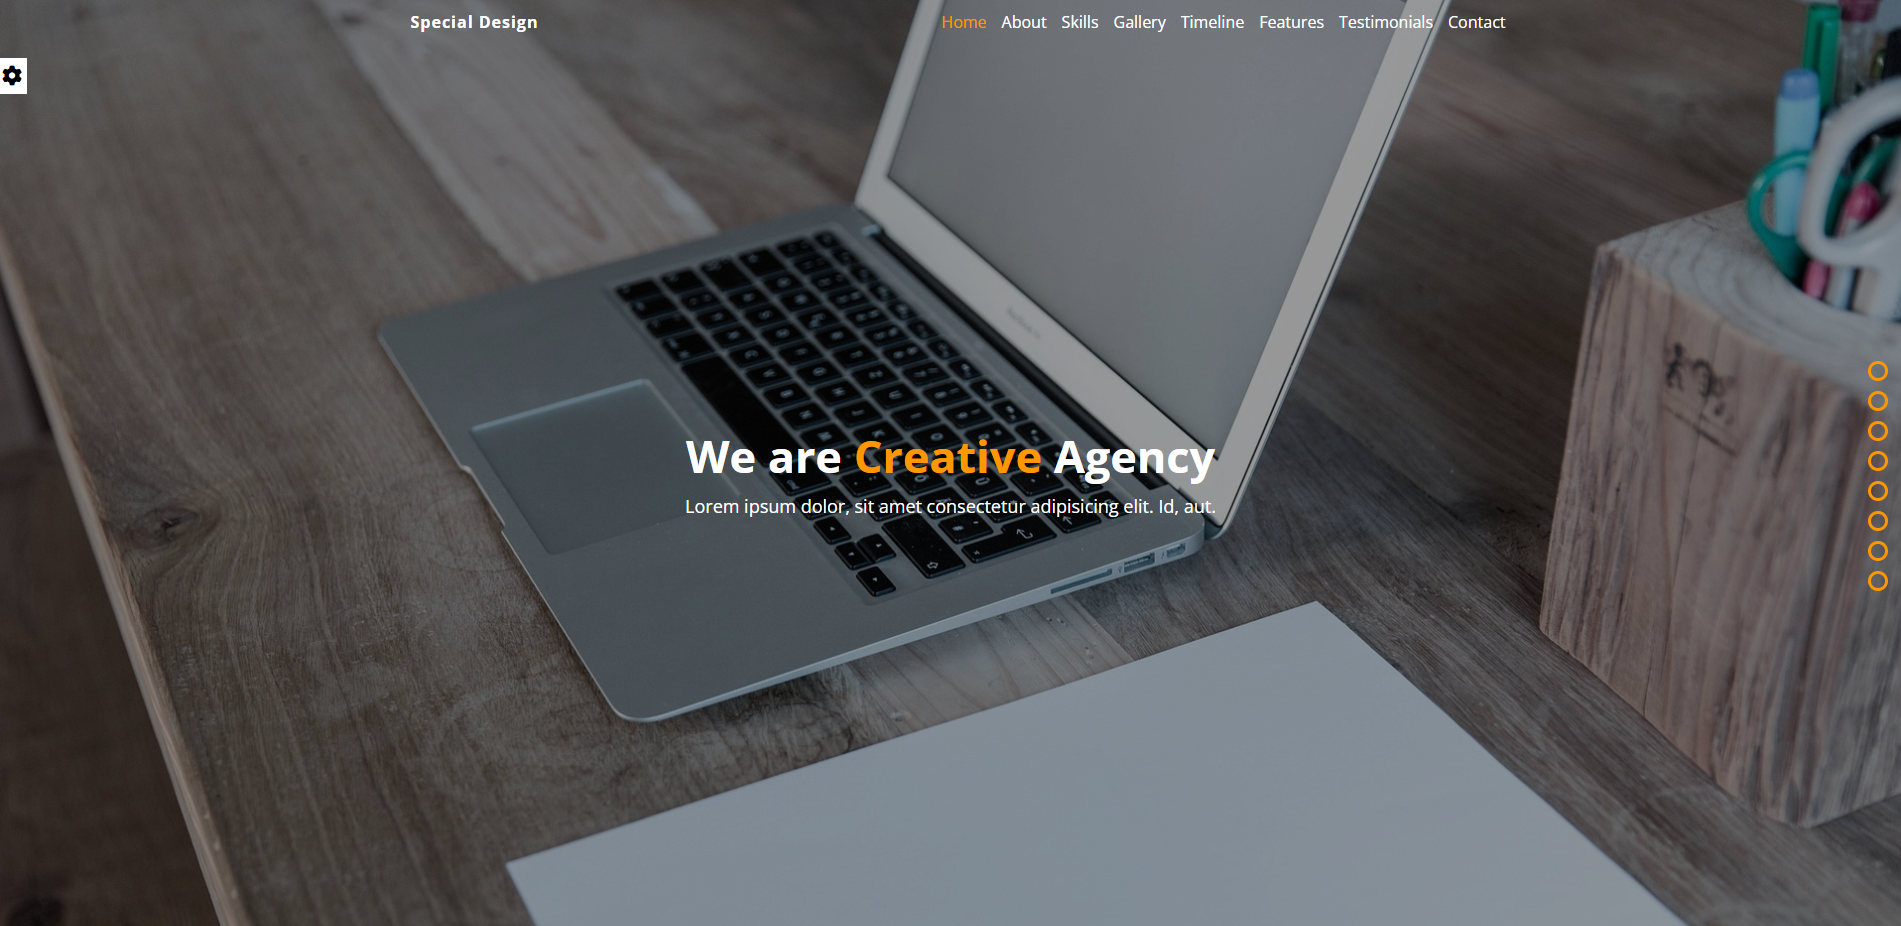 Special Design
Home About Skills Gallery Timeline Features Testimonials Contact
We are Creative Agency
Lorem ipsum dolor, sit amet consectetur adipisicing elit. Id, aut.